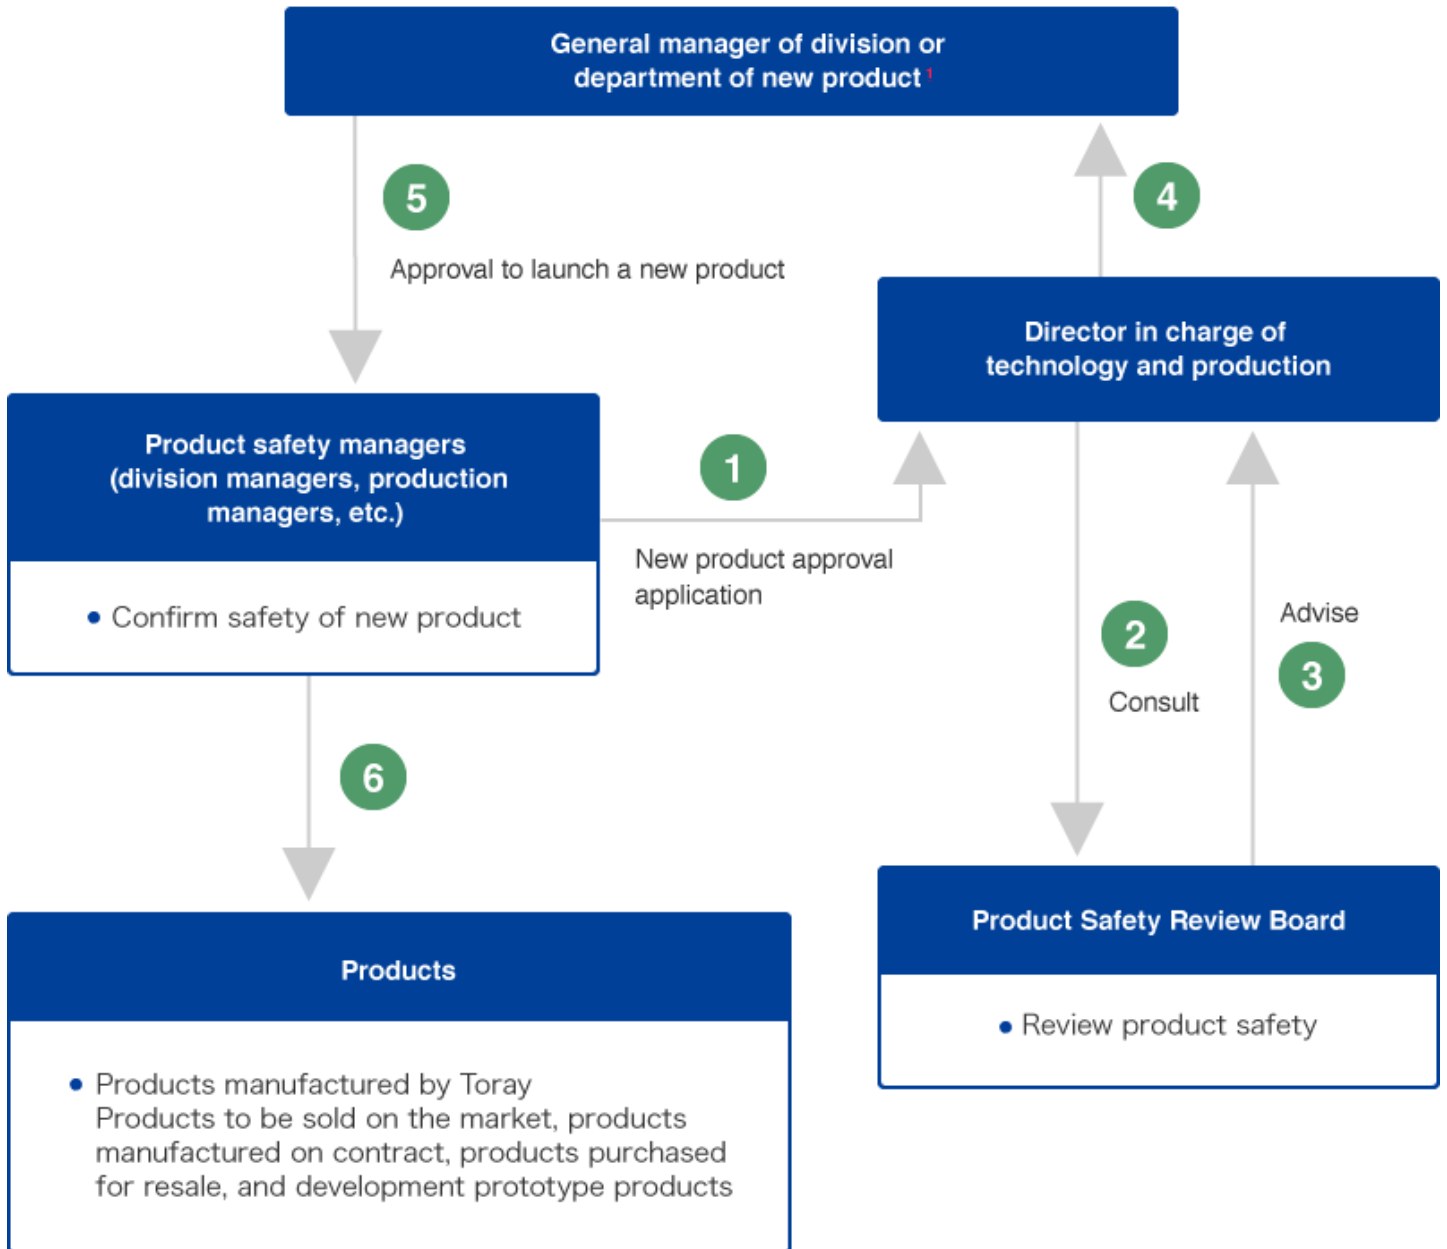 General manager of division or
department of new product 1
5
Approval to launch a new product
4
Director in charge of
technology and production
Product safety managers
(division managers, production
managers, etc.)
• Confirm safety of new product
1
New product approval
application
2
Consult
Advise
3
6
Product Safety Review Board
• Review product safety
Products
• Products manufactured by Toray
Products to be sold on the market, products
manufactured on contract, products purchased
for resale, and development prototype products